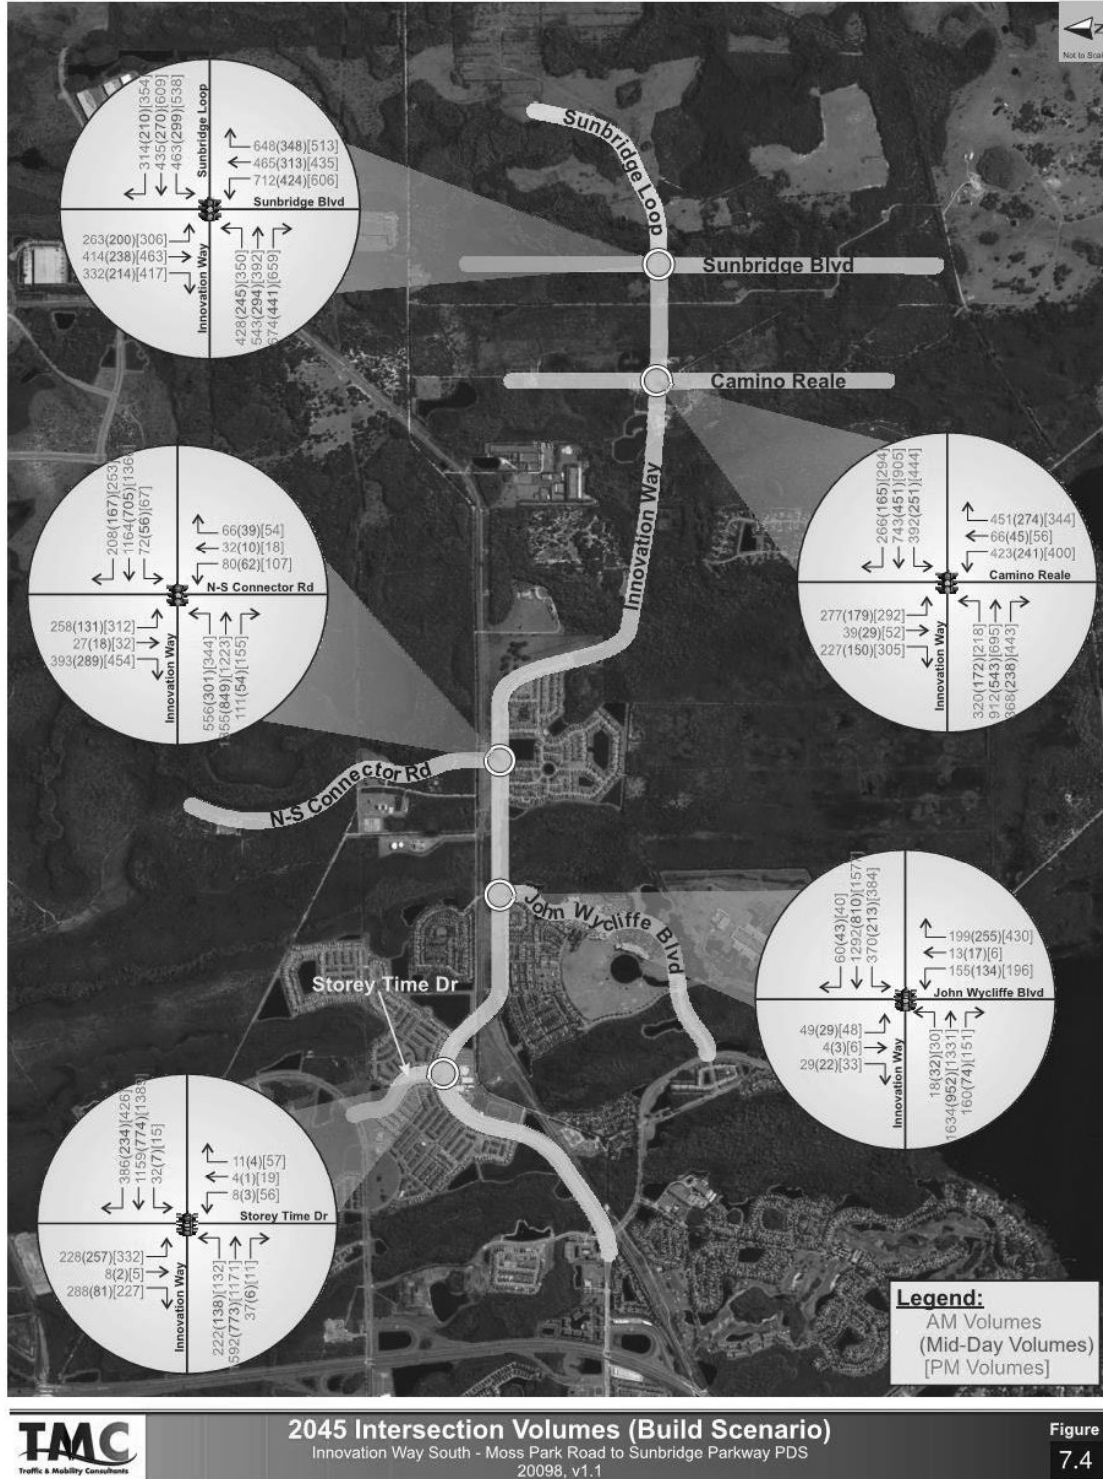 N
Not to Scale
Sunbridge Loop
Sunbridge Blvd
Camino Reale
Innovation Way
N-S Connector Rd
John Wycliffe Blvd
Storey Time Dr
314(210)[354]
435(270)[609]
463(299)[538]
Sunbridge Loop
648(348)[513]
465(313)[435]
712(424)[606]
Sunbridge Blvd
263(200)[306]
414(238)[463]
332(214)[417]
Innovation Way
428(245)[350]
543(294)[392]
674(441)[659]
208(167)[253]
1164(705)[136
72(56)[67]
66(39)[54]
32(10)[18]
80(62)[107]
N-S Connector Rd
258(131)[312]
27(18)[32]
393(289)[454]
Innovation Way
556(301)[344]
355(849)[1223]
111(54)[155]
266(165)[294]
743(451)[905]
392(251)[444]
451(274)[344]
66(45)[56]
423(241)[400]
Camino Reale
277(179)[292]
39(29)[52]
227(150)[305]
Innovation Way
320(172)[218]
912(543)[695]
368(238)[443]
60(43)[40]
1292(810)[157
370(213)[384]
199(255)[430]
13(17)[6]
155(134)[196]
John Wycliffe Blvd
49(29)[48]
4(3)[6]
29(22)[33]
Innovation Way
18(32)[30]
1634(952)[1331]
160(74)[151]
386(234)[426]
1159(774)[1389
32(7)[15]
11(4)[57]
4(1)[19]
8(3)[56]
Storey Time Dr
228(257)[332]
8(2)[5]
288(81)[227]
Innovation Way
222(138)[132]
592(773)[1171]
37(6)[11]
Legend:
AM Volumes
(Mid-Day Volumes)
[PM Volumes]
TMC
Traffic & Mobility Consultants
2045 Intersection Volumes (Build Scenario)
Innovation Way South - Moss Park Road to Sunbridge Parkway PDS
20098, v1.1
Figure
7.4